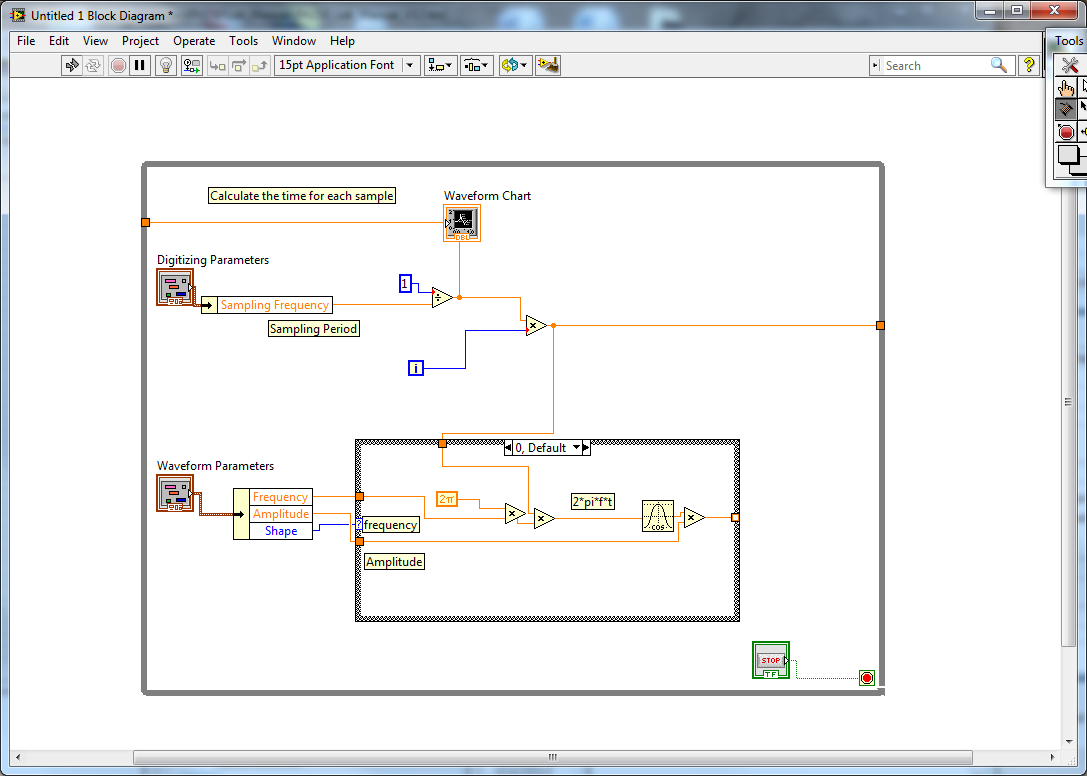 Untitled 1 Block Diagram *
File Edit View Project Operate Tools Window Help
Tools
15pt Application Font
Search
?
Calculate the time for each sample
Waveform Chart
DBL
Digitizing Parameters
1
÷
Sampling Frequency
Sampling Period
×
i
0, Default
Waveform Parameters
Frequency
Amplitude
Shape
2π
×
×
2*pi*f*t
COS
×
?
frequency
Amplitude
STOP
TF